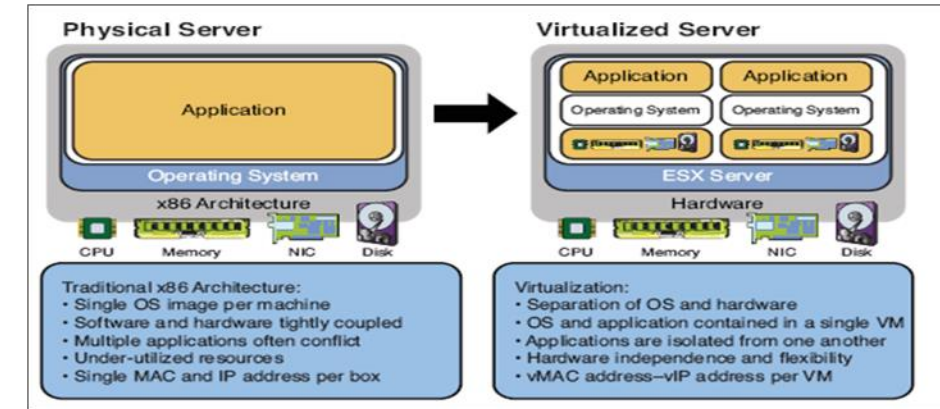 Physical Server
Application
Operating System
x86 Architecture
CPU
Memory
NIC
Disk
Traditional x86 Architecture:
• Single OS image per machine
• Software and hardware tightly coupled
• Multiple applications often conflict
• Under-utilized resources
• Single MAC and IP address per box
Virtualized Server
Application
Application
Operating System
Operating System
ESX Server
Hardware
CPU
Memory
NIC
Disk
Virtualization:
• Separation of OS and hardware
• OS and application contained in a single VM
• Applications are isolated from one another
• Hardware independence and flexibility
• vMAC address–vIP address per VM